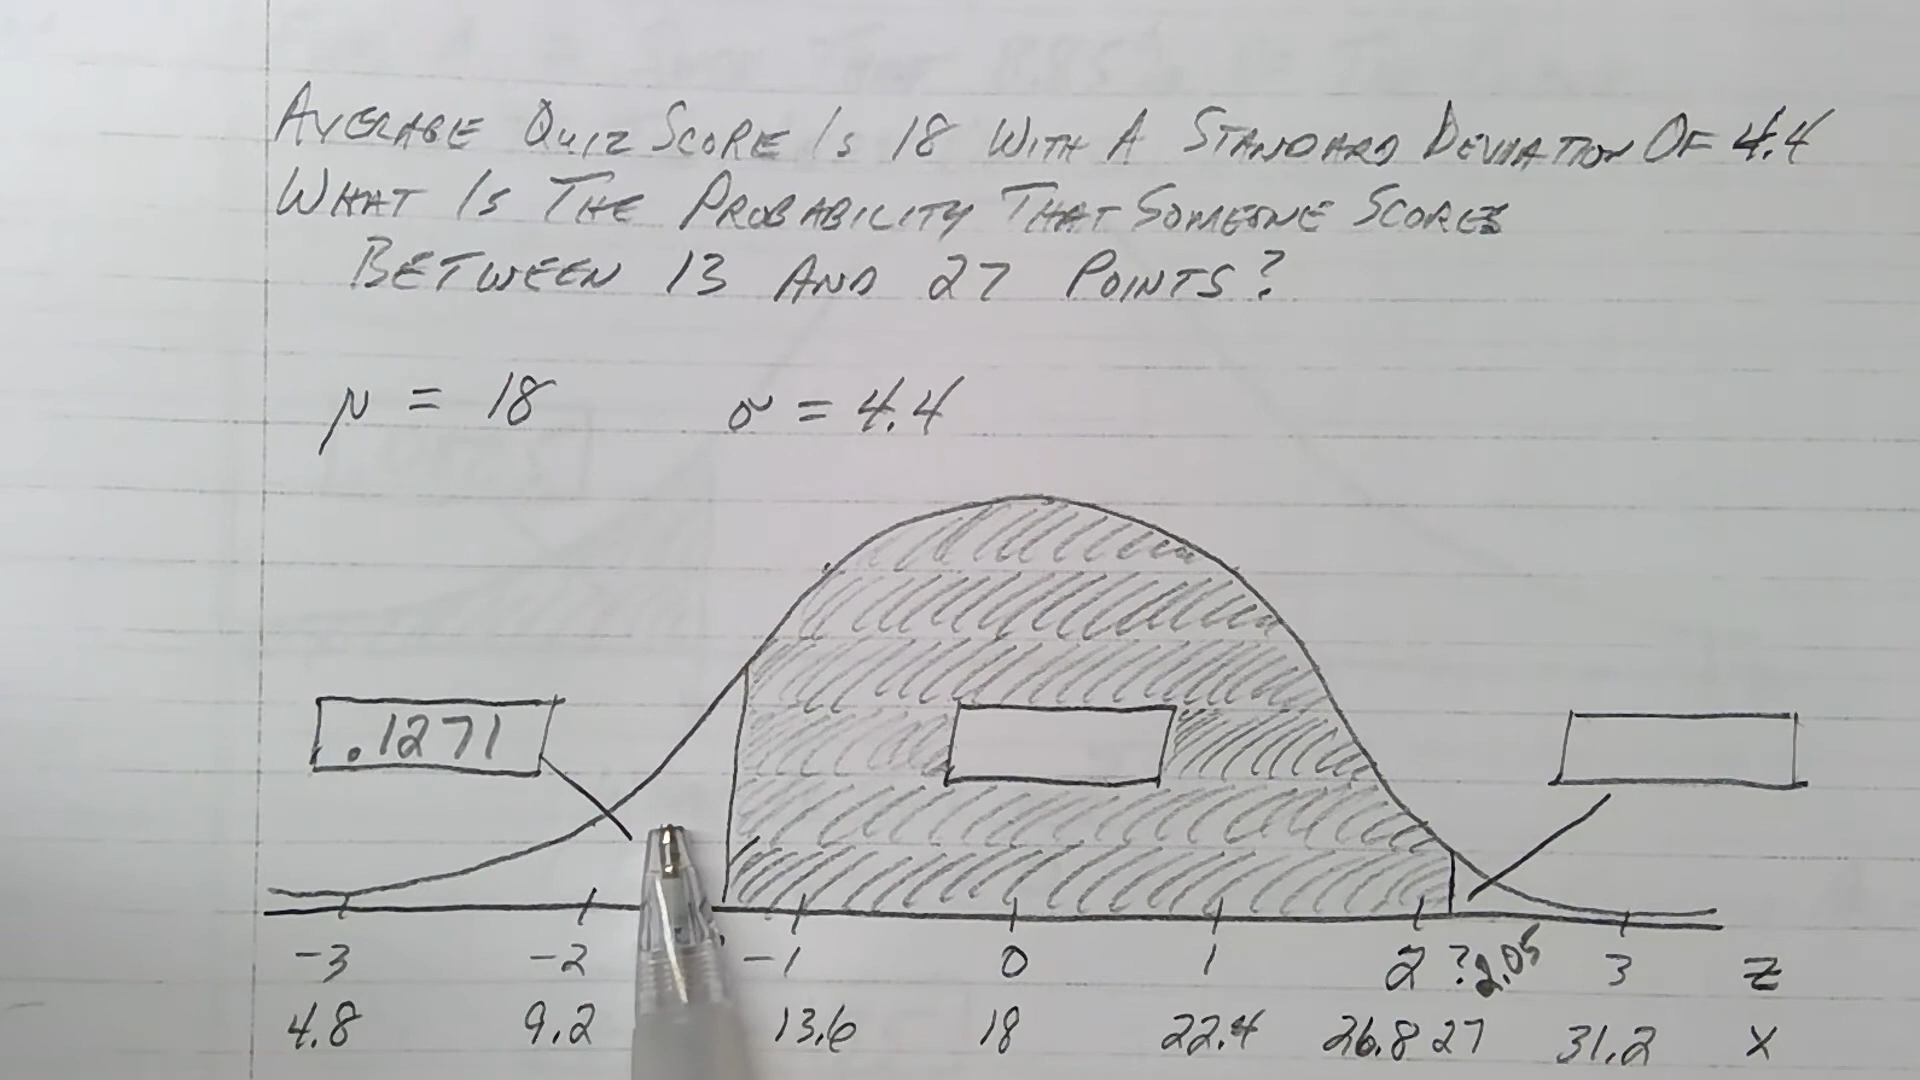 AVERAGE QUIZ SCORE IS 18 WITH A STANDARD DEVIATION OF 4.4
WHAT IS THE PROBABILITY THAT SOMEONE SCORES
BETWEEN 13 AND 27 POINTS?
μ = 18 σ = 4.4
.1271
-3 -2 -1 0 1 2 ? 2.05 3 Z
4.8 9.2 13.6 18 22.4 26.8 27 31.2 X